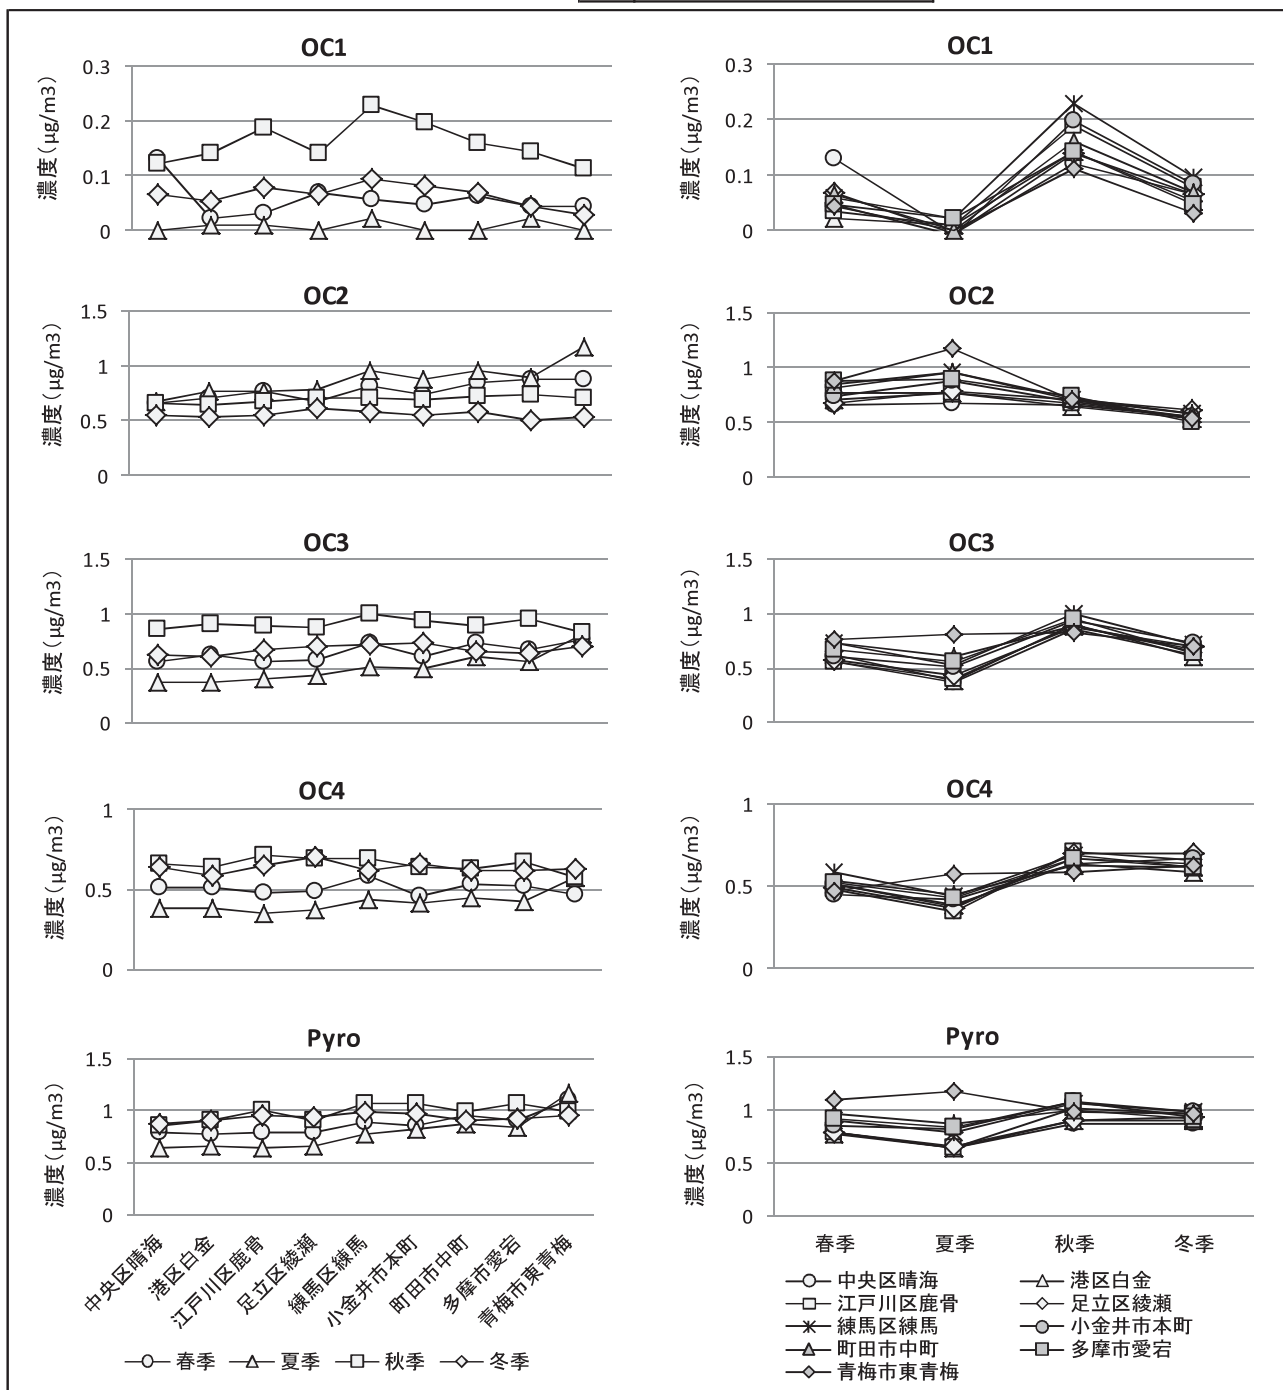 OC1
0.3
0.2
0.1
0
濃度(μg/m3)
OC2
1.5
1
0.5
0
濃度(μg/m3)
OC3
1.5
1
0.5
0
濃度(μg/m3)
OC4
1
0.5
0
濃度(μg/m3)
Pyro
1.5
1
0.5
0
濃度(μg/m3)
中央区晴海
港区白金
江戸川区鹿骨
足立区綾瀬
練馬区練馬
小金井市本町
町田市中町
多摩市愛宕
青梅市東青梅
春季 夏季 秋季 冬季
OC1
0.3
0.2
0.1
0
濃度(μg/m3)
OC2
1.5
1
0.5
0
濃度(μg/m3)
OC3
1.5
1
0.5
0
濃度(μg/m3)
OC4
1
0.5
0
濃度(μg/m3)
Pyro
1.5
1
0.5
0
濃度(μg/m3)
春季 夏季 秋季 冬季
中央区晴海 港区白金
江戸川区鹿骨 足立区綾瀬
練馬区練馬 小金井市本町
町田市中町 多摩市愛宕
青梅市東青梅